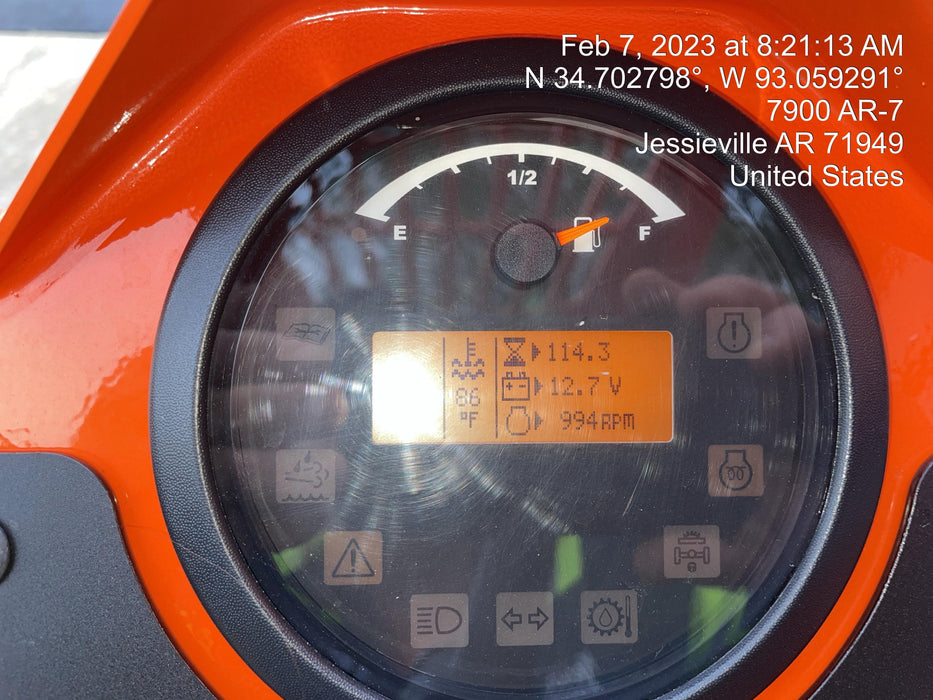 Feb 7, 2023 at 8:21:13 AM
N 34.702798°, W 93.059291°
7900 AR-7
Jessieville AR 71949
United States
1/2
E F
114.3
12.7 V
86 °F
994 RPM